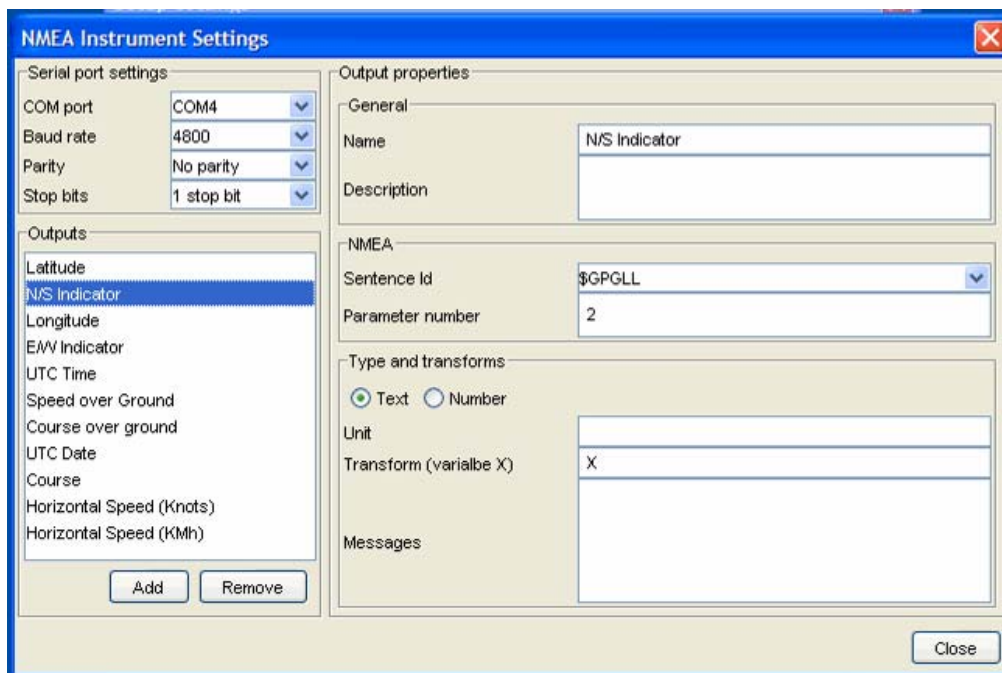 NMEA Instrument Settings
Serial port settings
COM port COM4
Baud rate 4800
Parity No parity
Stop bits 1 stop bit
Outputs
Latitude
N/S Indicator
Longitude
E/W Indicator
UTC Time
Speed over Ground
Course over ground
UTC Date
Course
Horizontal Speed (Knots)
Horizontal Speed (KMh)
Add Remove
Output properties
General
Name N/S Indicator
Description
NMEA
Sentence Id $GPGLL
Parameter number 2
Type and transforms
Text Number
Unit
Transform (varialbe X) X
Messages
Close